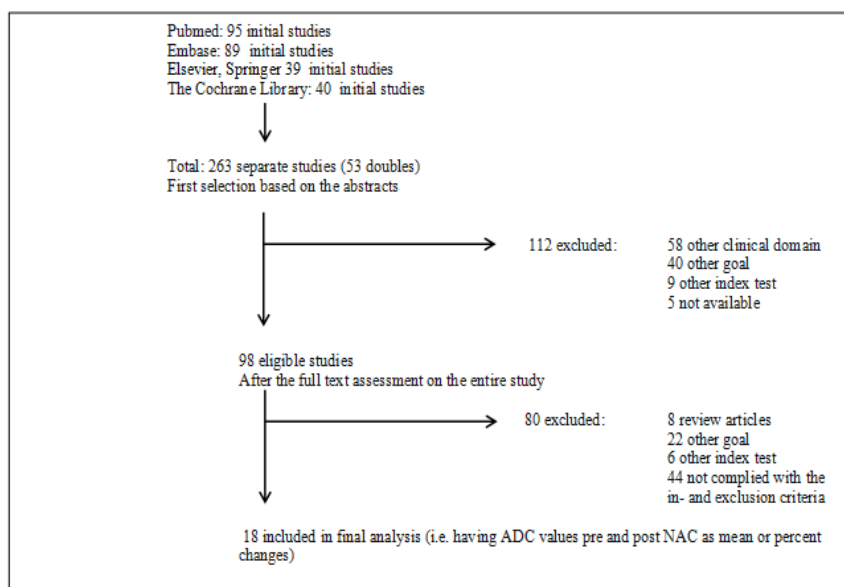 Pubmed: 95 initial studies
Embase: 89 initial studies
Elsevier, Springer 39 initial studies
The Cochrane Library: 40 initial studies
Total: 263 separate studies (53 doubles)
First selection based on the abstracts
112 excluded: 58 other clinical domain
40 other goal
9 other index test
5 not available
98 eligible studies
After the full text assessment on the entire study
80 excluded: 8 review articles
22 other goal
6 other index test
44 not complied with the
in- and exclusion criteria
18 included in final analysis (i.e. having ADC values pre and post NAC as mean or percent
changes)